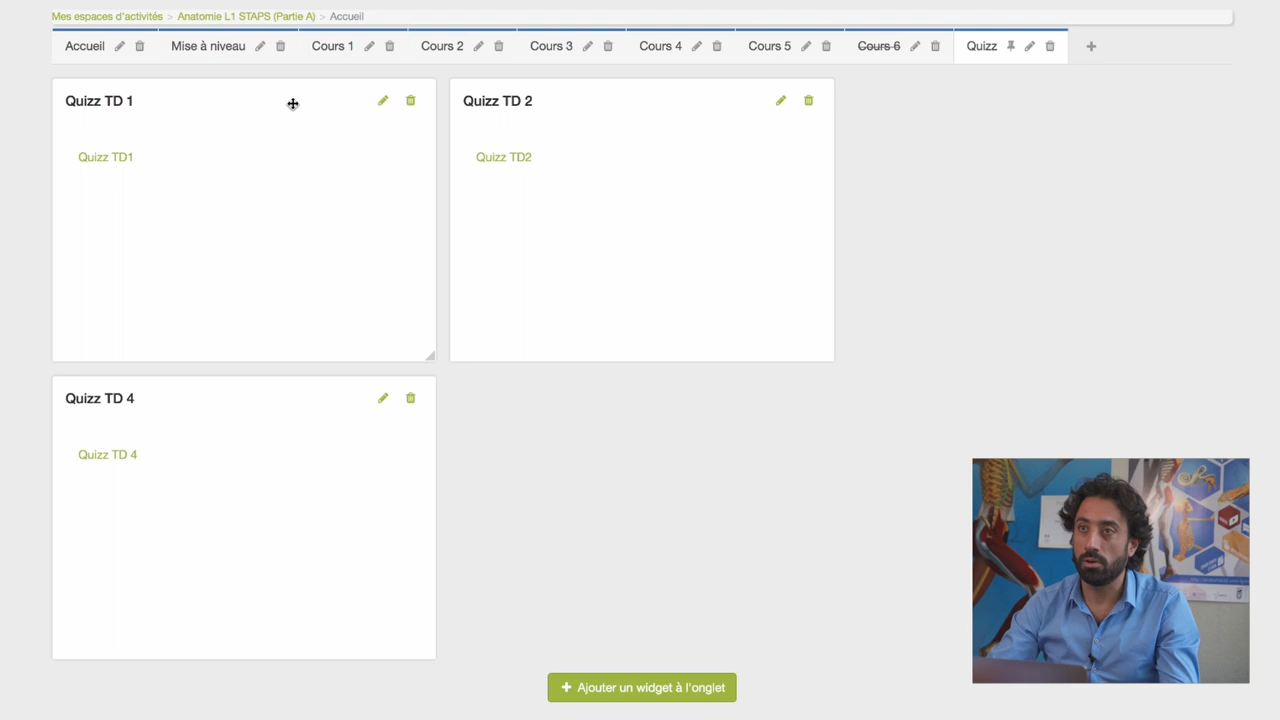 Mes espaces d'activités > Anatomie L1 STAPS (Partie A) > Accueil
Accueil Mise à niveau Cours 1 Cours 2 Cours 3 Cours 4 Cours 5 Cours 6 Quizz
Quizz TD 1
Quizz TD1
Quizz TD 2
Quizz TD2
Quizz TD 4
Quizz TD 4
+ Ajouter un widget à l'onglet